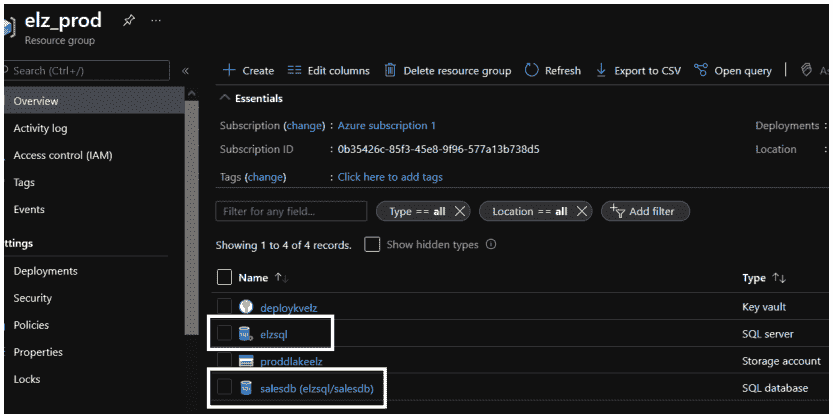 elz_prod
...
Resource group
Search (Ctrl+/)
«
Create
Edit columns
Delete resource group
Refresh
Export to CSV
Open query
Overview
Activity log
Access control (IAM)
Tags
Events
ttings
Deployments
Security
Policies
Properties
Locks
Essentials
Subscription (change) : Azure subscription 1
Deployments :
Subscription ID : 0b35426c-85f3-45e8-9f96-577a13b738d5
Location :
Tags (change) : Click here to add tags
Filter for any field...
Type == all
Location == all
Add filter
Showing 1 to 4 of 4 records.
Show hidden types
Name ↑↓
Type ↑↓
deploykvelz
Key vault
elzsql
SQL server
proddlakeelz
Storage account
salesdb (elzsql/salesdb)
SQL database